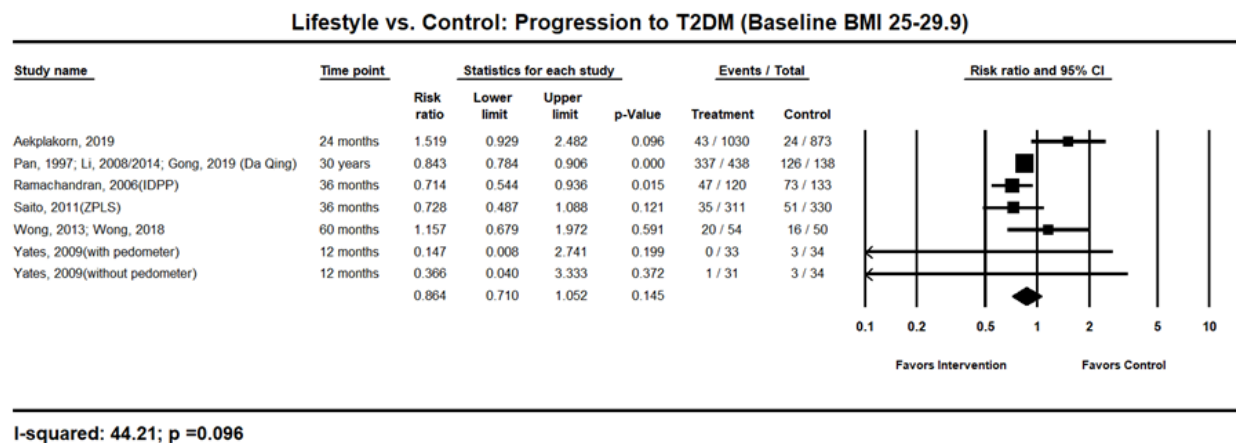 Lifestyle vs. Control: Progression to T2DM (Baseline BMI 25-29.9)
Study name Time point Statistics for each study Events / Total Risk ratio and 95% CI
Risk ratio Lower limit Upper limit p-Value Treatment Control
Aekplakorn, 2019 24 months 1.519 0.929 2.482 0.096 43 / 1030 24 / 873
Pan, 1997; Li, 2008/2014; Gong, 2019 (Da Qing) 30 years 0.843 0.784 0.906 0.000 337 / 438 126 / 138
Ramachandran, 2006(IDPP) 36 months 0.714 0.544 0.936 0.015 47 / 120 73 / 133
Saito, 2011(ZPLS) 36 months 0.728 0.487 1.088 0.121 35 / 311 51 / 330
Wong, 2013; Wong, 2018 60 months 1.157 0.679 1.972 0.591 20 / 54 16 / 50
Yates, 2009(with pedometer) 12 months 0.147 0.008 2.741 0.199 0 / 33 3 / 34
Yates, 2009(without pedometer) 12 months 0.366 0.040 3.333 0.372 1 / 31 3 / 34
0.864 0.710 1.052 0.145
0.1 0.2 0.5 1 2 5 10
Favors Intervention Favors Control
I-squared: 44.21; p =0.096